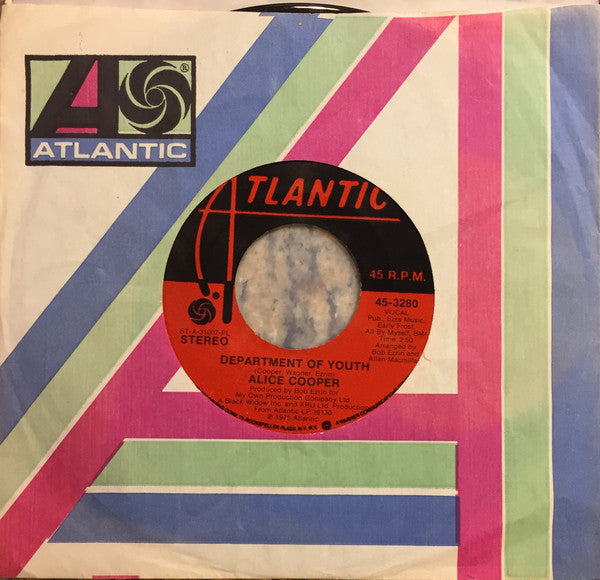 ®
ATLANTIC
ATLANTIC
45 R.P.M.
45-3280
VOCAL
Pub., Ezra Music,
Early Frost,
All By Myself, BMI
Time: 2:50
Arranged by
Bob Ezrin and
Allan Macmillan
STEREO
DEPARTMENT OF YOUTH
(Cooper, Wagner, Ezrin)
ALICE COOPER
Produced by Bob Ezrin for
My Own Production Company Ltd
A Black Widow, Inc. and KRU Ltd. Production
From Atlantic LP 18130
℗ 1975 Atlantic
ROCKEFELLER PLAZA, N.Y., N.Y.